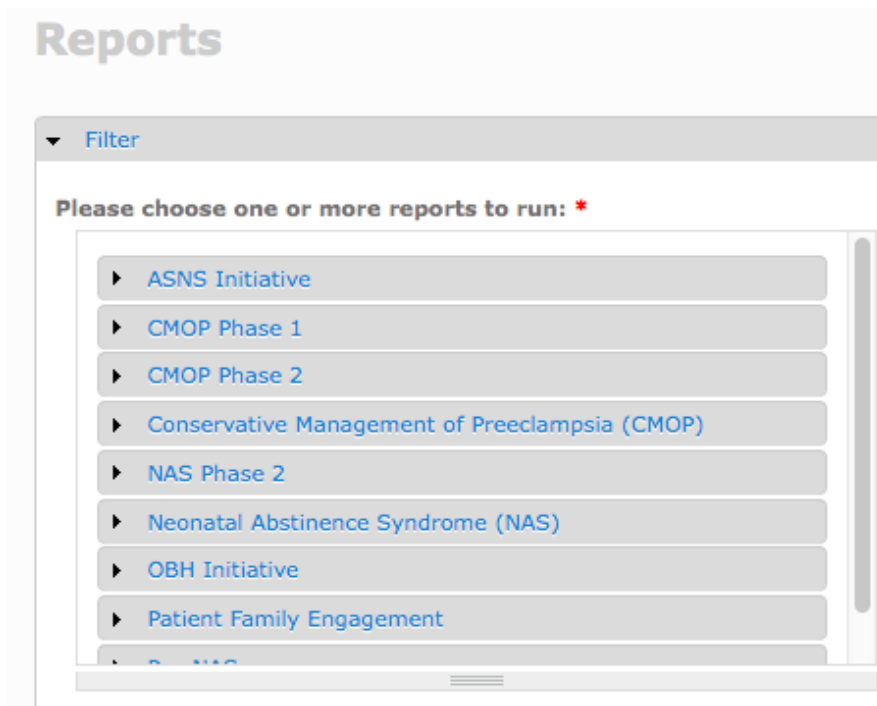 Reports
Filter
Please choose one or more reports to run: *
ASNS Initiative
CMOP Phase 1
CMOP Phase 2
Conservative Management of Preeclampsia (CMOP)
NAS Phase 2
Neonatal Abstinence Syndrome (NAS)
OBH Initiative
Patient Family Engagement